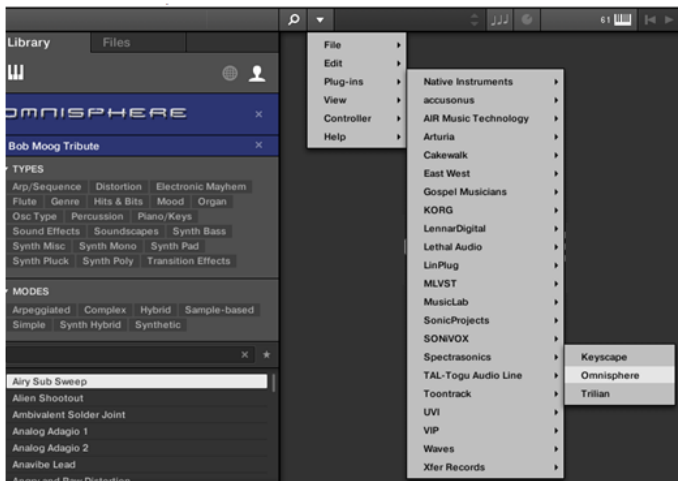 61
Library
Files
OMNISPHERE
Bob Moog Tribute
TYPES
Arp/Sequence Distortion Electronic Mayhem
Flute Genre Hits & Bits Mood Organ
Osc Type Percussion Piano/Keys
Sound Effects Soundscapes Synth Bass
Synth Misc Synth Mono Synth Pad
Synth Pluck Synth Poly Transition Effects
MODES
Arpeggiated Complex Hybrid Sample-based
Simple Synth Hybrid Synthetic
Airy Sub Sweep
Alien Shootout
Ambivalent Solder Joint
Analog Adagio 1
Analog Adagio 2
Anavibe Lead
Angry and Raw Distortion
File
Edit
Plug-ins
View
Controller
Help
Native Instruments
accusonus
AIR Music Technology
Arturia
Cakewalk
East West
Gospel Musicians
KORG
LennarDigital
Lethal Audio
LinPlug
MLVST
MusicLab
SonicProjects
SONiVOX
Spectrasonics
TAL-Togu Audio Line
Toontrack
UVI
VIP
Waves
Xfer Records
Keyscape
Omnisphere
Trilian